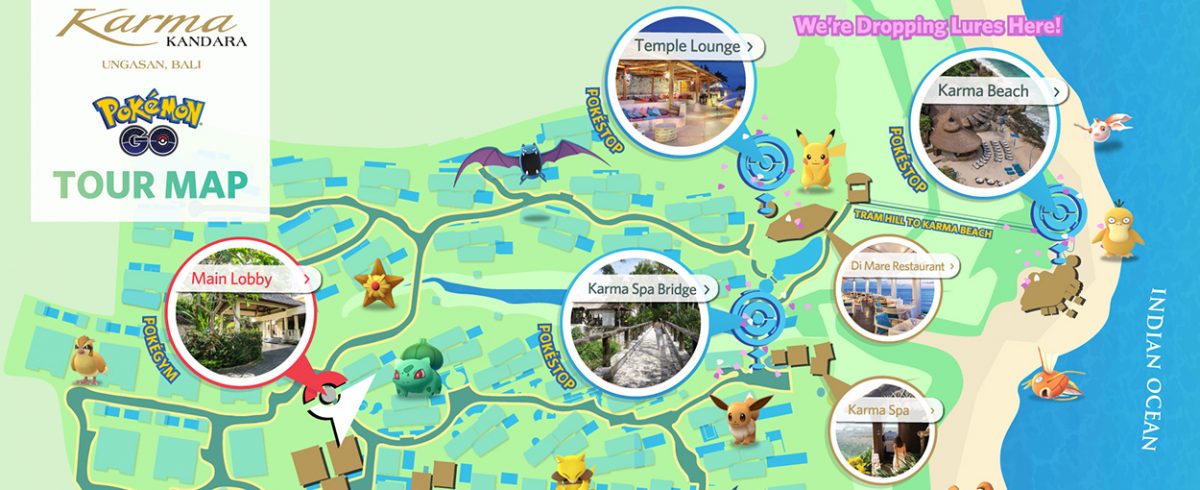 Karma
KANDARA
UNGASAN, BALI
POKÉMON
GO
TOUR MAP
We're Dropping Lures Here!
Temple Lounge >
POKÉSTOP
Karma Beach >
POKÉSTOP
TRAM HILL TO KARMA BEACH
Main Lobby >
POKÉGYM
Karma Spa Bridge >
POKÉSTOP
Di Mare Restaurant >
Karma Spa >
INDIAN OCEAN